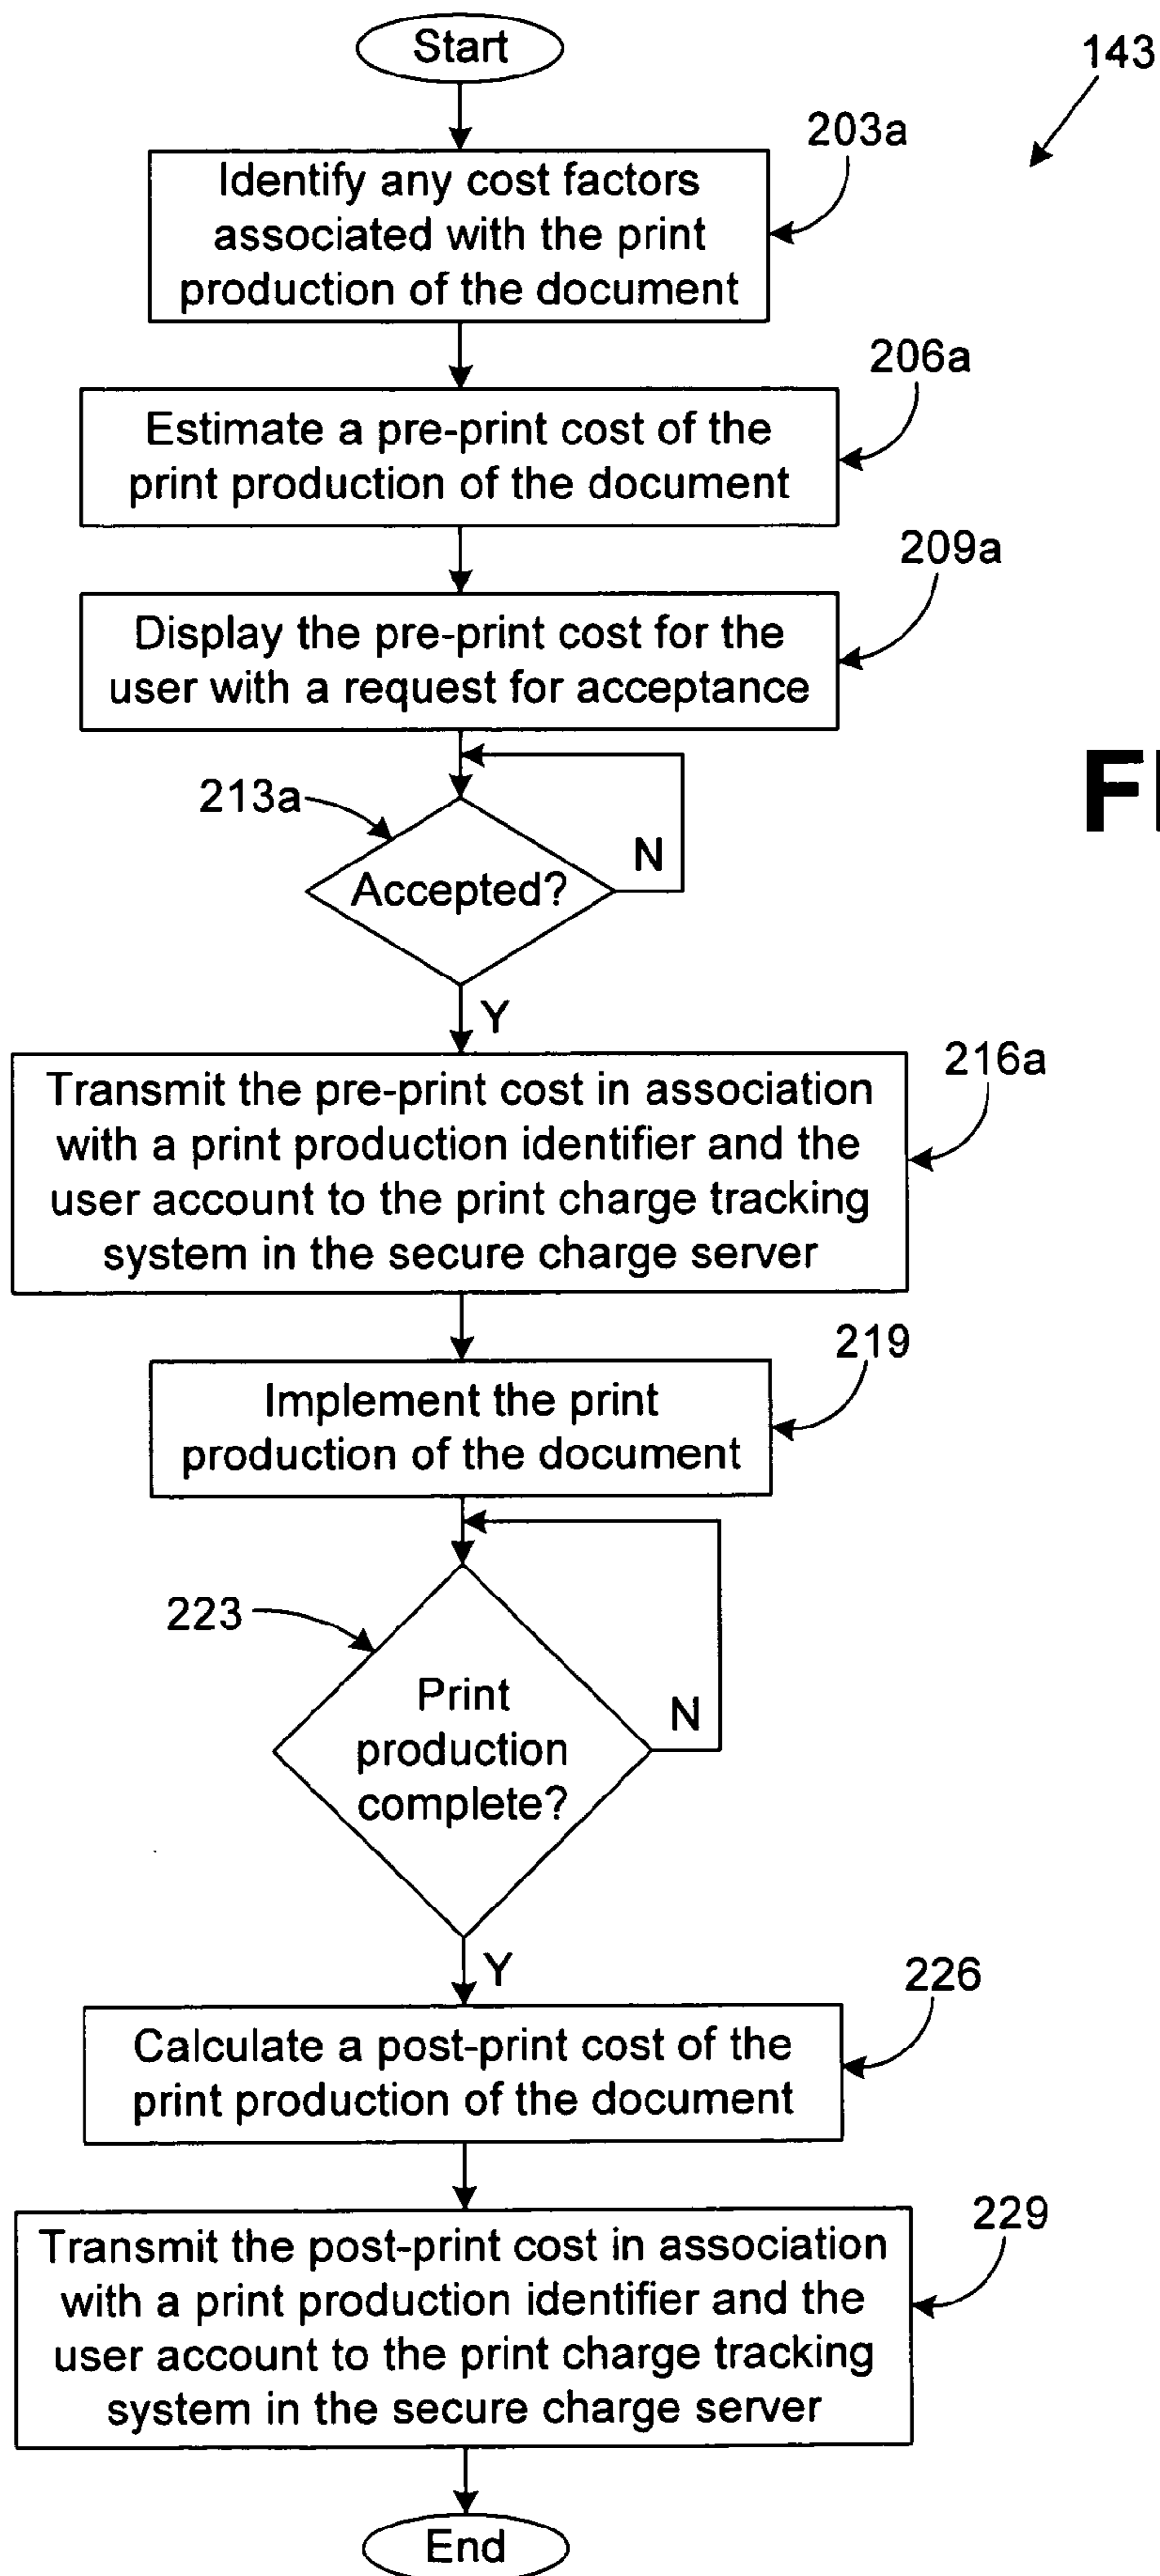 Start
143
203a
Identify any cost factors
associated with the print
production of the document
206a
Estimate a pre-print cost of the
print production of the document
209a
Display the pre-print cost for the
user with a request for acceptance
213a
N
Accepted?
Y
216a
Transmit the pre-print cost in association
with a print production identifier and the
user account to the print charge tracking
system in the secure charge server
219
Implement the print
production of the document
223
Print
production
complete?
N
Y
226
Calculate a post-print cost of the
print production of the document
229
Transmit the post-print cost in association
with a print production identifier and the
user account to the print charge tracking
system in the secure charge server
End